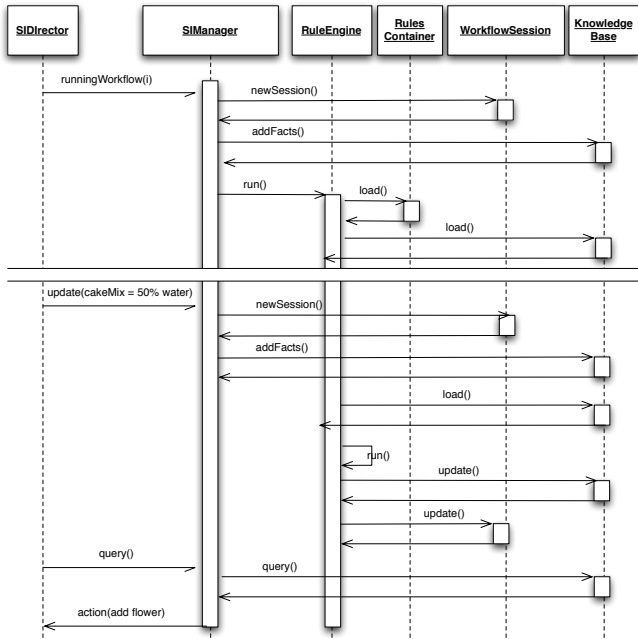 SIDIrector
SIManager
RuleEngine
Rules
Container
WorkflowSession
Knowledge
Base
runningWorkflow(i)
newSession()
addFacts()
run()
load()
load()
update(cakeMix = 50% water)
newSession()
addFacts()
load()
run()
update()
update()
query()
query()
action(add flower)